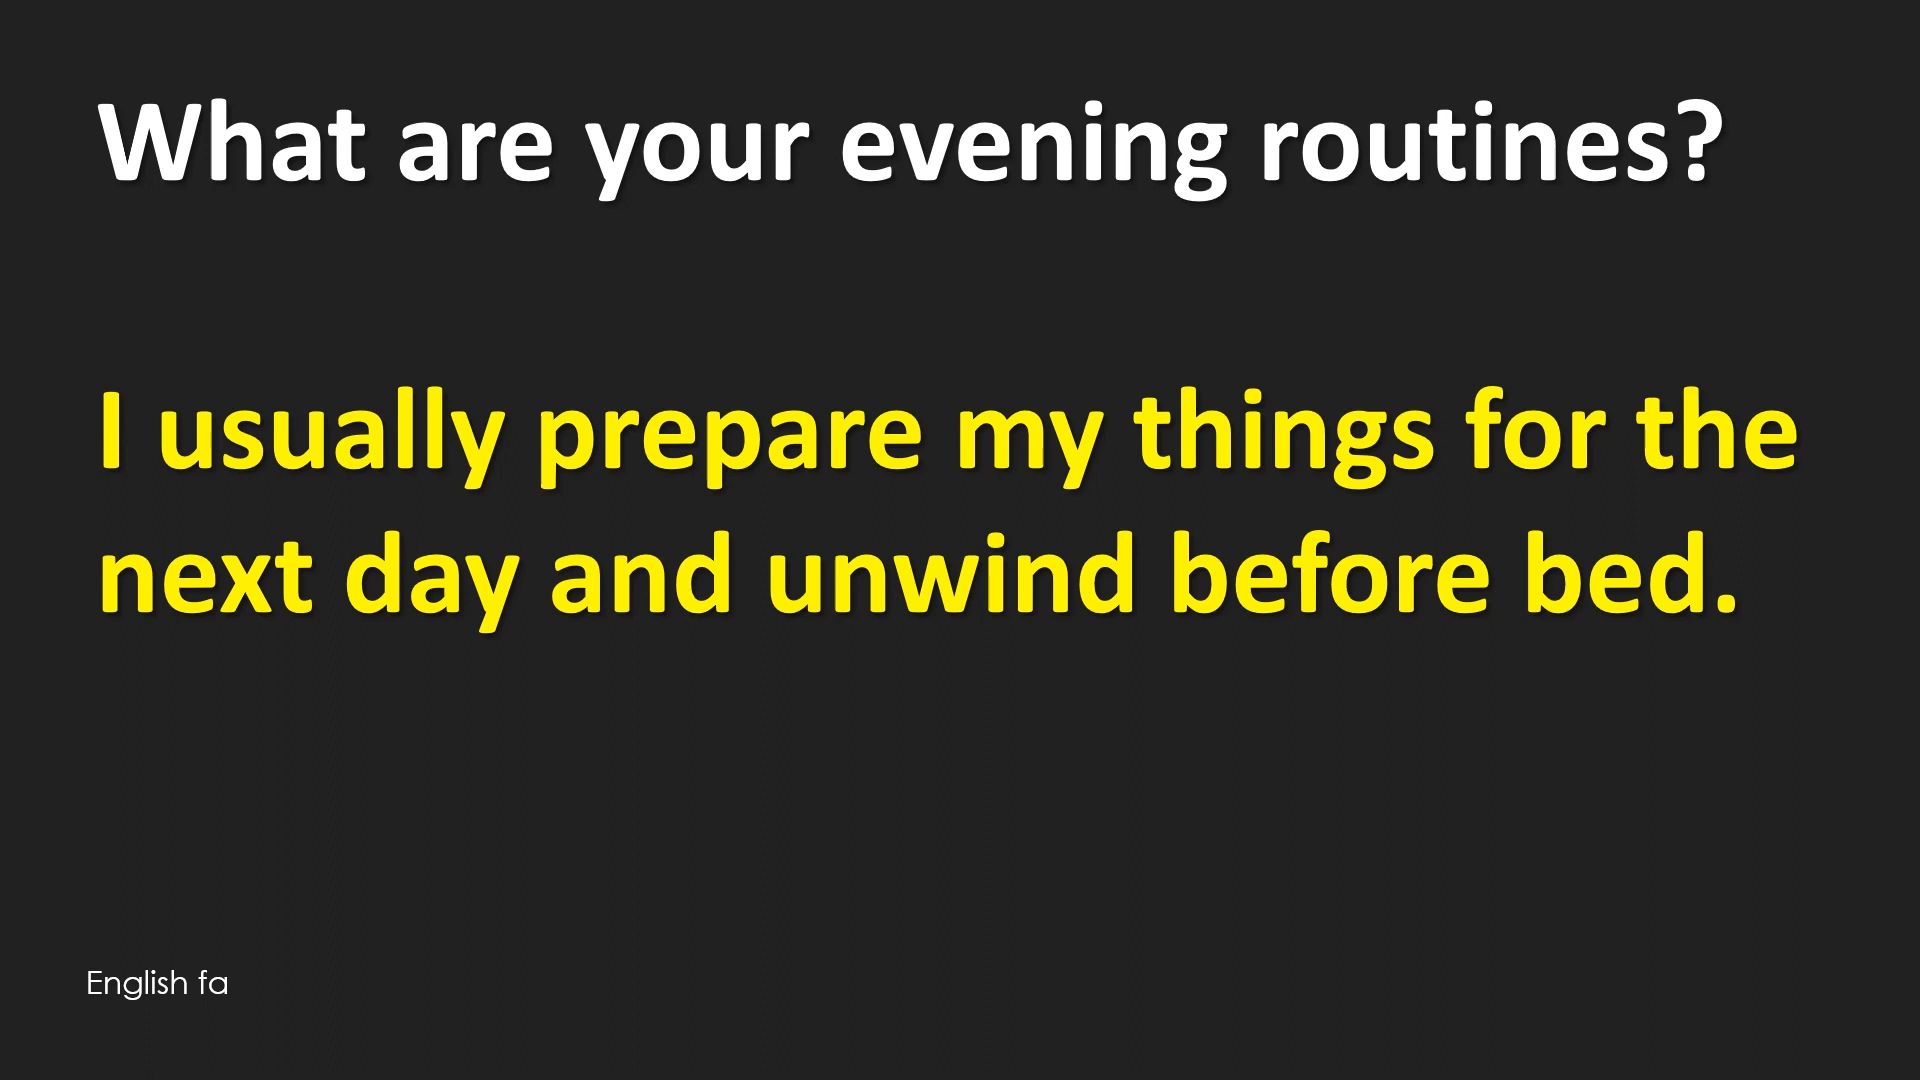 What are your evening routines?
I usually prepare my things for the
next day and unwind before bed.
English fa